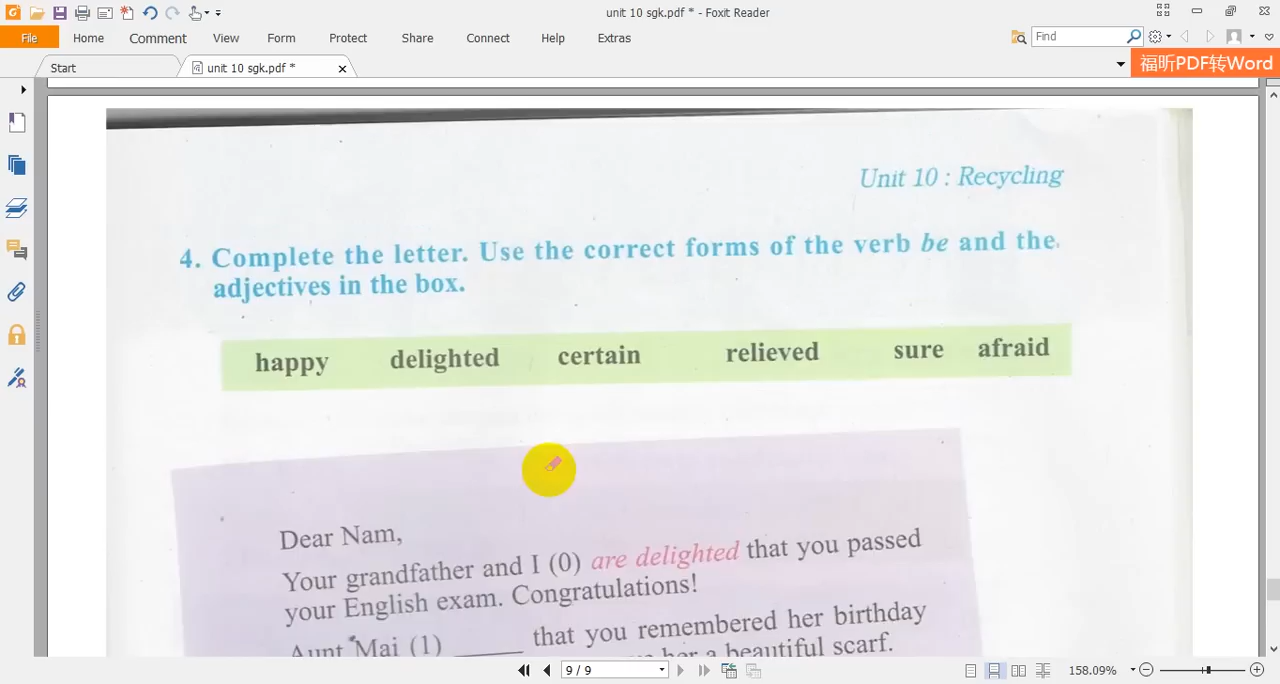 unit 10 sgk.pdf * - Foxit Reader
File Home Comment View Form Protect Share Connect Help Extras Find
Start unit 10 sgk.pdf * 福昕PDF转Word
Unit 10 : Recycling
4. Complete the letter. Use the correct forms of the verb be and the
adjectives in the box.
happy delighted certain relieved sure afraid
Dear Nam,
Your grandfather and I (0) are delighted that you passed
your English exam. Congratulations!
Aunt Mai (1) ______ that you remembered her birthday
her a beautiful scarf.
9 / 9 158.09%